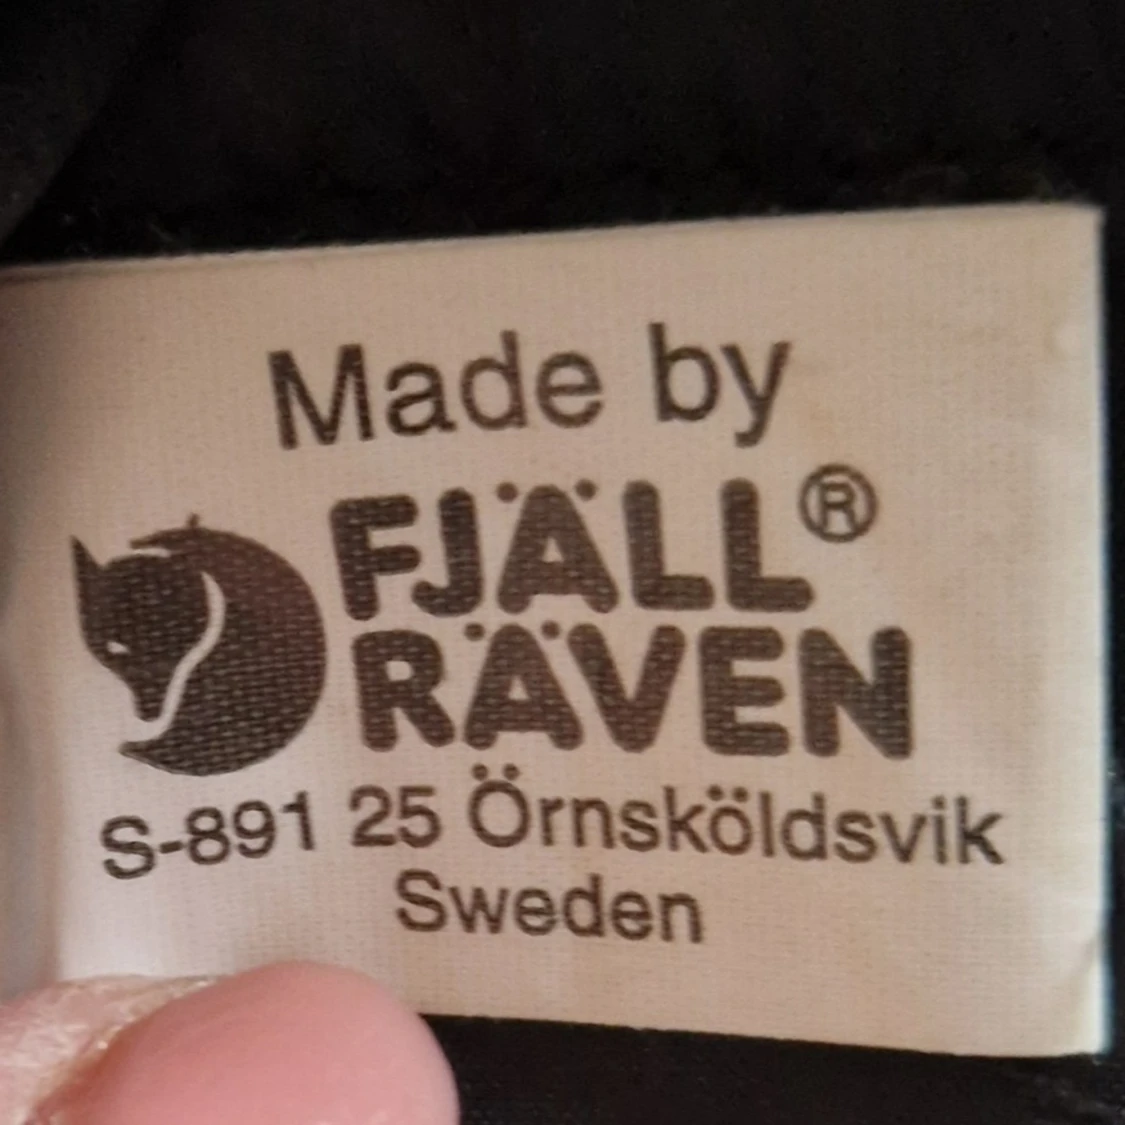 Made by
FJÄLL®
RÄVEN
S-891 25 Örnsköldsvik
Sweden